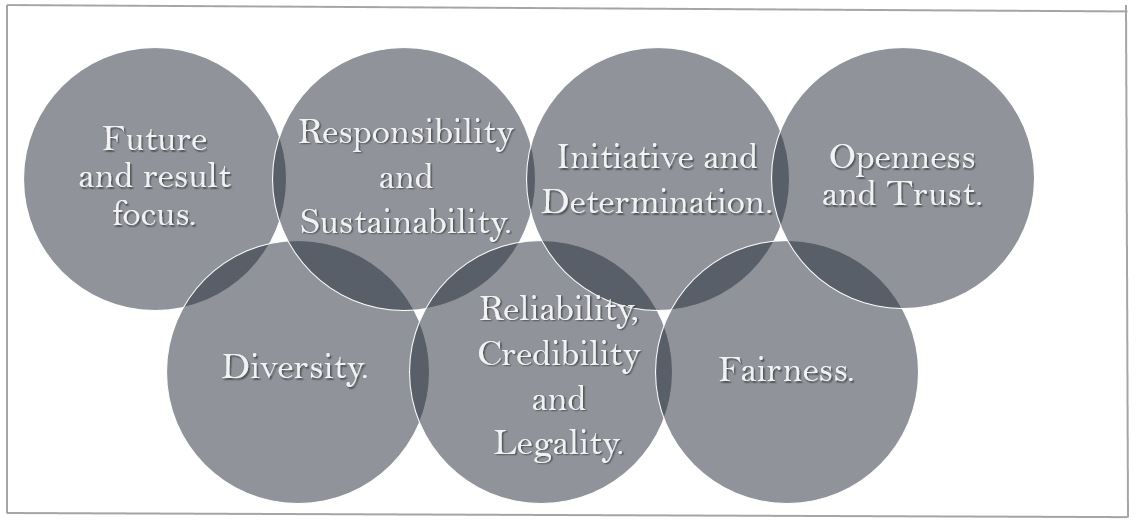 Future
and result
focus.
Responsibility
and
Sustainability.
Initiative and
Determination.
Openness
and Trust.
Diversity.
Reliability,
Credibility
and
Legality.
Fairness.